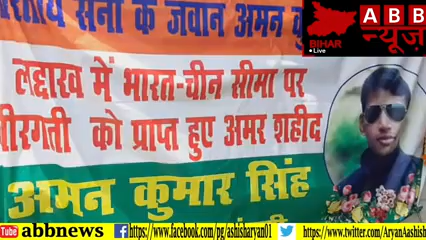 सेना के जवान अमन
ABB
न्यूज़
BIHAR
Live
लद्दाख में भारत-चीन सीमा पर
को प्राप्त हुए अमर शहीद
अमन कुमार सिंह
Tube abbnews https://www.facebook.com/pg/ashisharyan01 https://www.twitter.com/AryanAashish